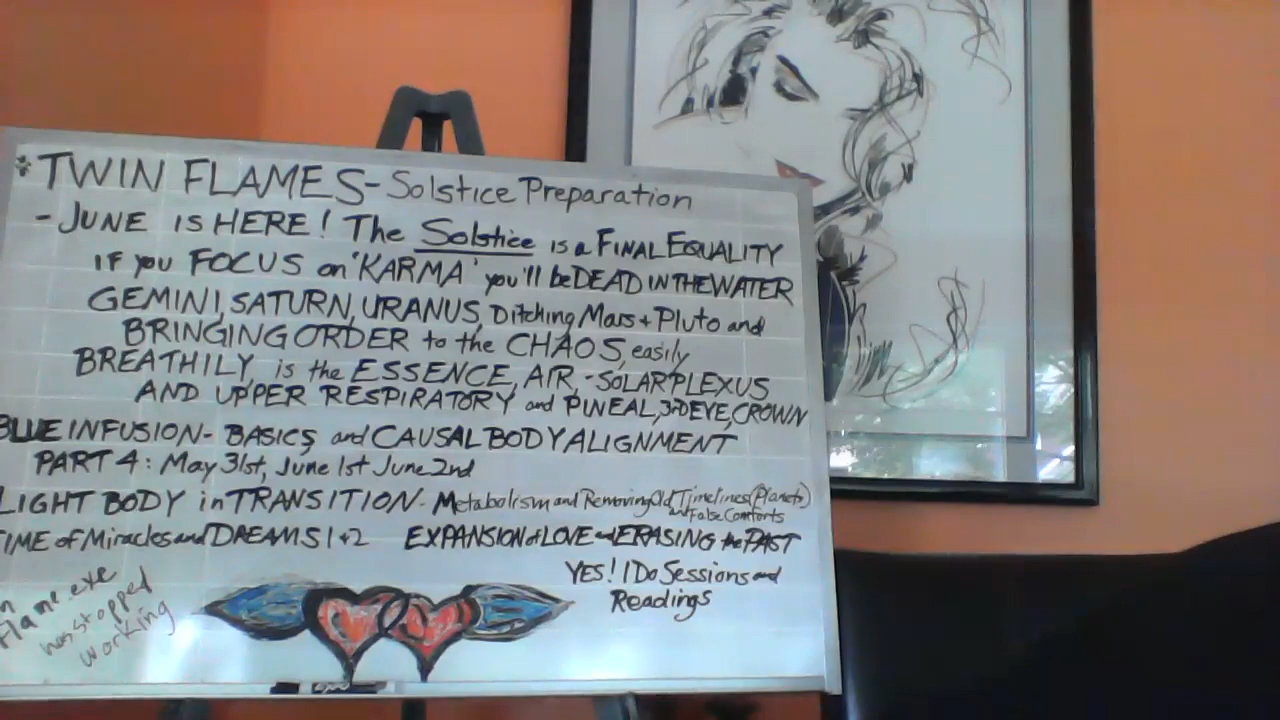 * TWIN FLAMES - Solstice Preparation
- JUNE IS HERE! The Solstice is a FINAL EQUALITY
IF you FOCUS on 'KARMA' you'll be DEAD IN THE WATER
GEMINI, SATURN, URANUS, Ditching Mars + Pluto and
BRINGING ORDER to the CHAOS, easily
BREATHILY, is the ESSENCE, AIR, - SOLAR PLEXUS
AND UPPER RESPIRATORY and PINEAL, 3rd EYE, CROWN
BLUE INFUSION - BASICS, and CAUSAL BODY ALIGNMENT
PART 4: May 31st, June 1st June 2nd
LIGHT BODY in TRANSITION - Metabolism and Removing Old Timelines (Planets)
and False Comforts
TIME of Miracles and DREAMS 1 + 2 EXPANSION of LOVE and ERASING the PAST
YES! I Do Sessions and
Readings
n
Flame.exe
has stopped
working